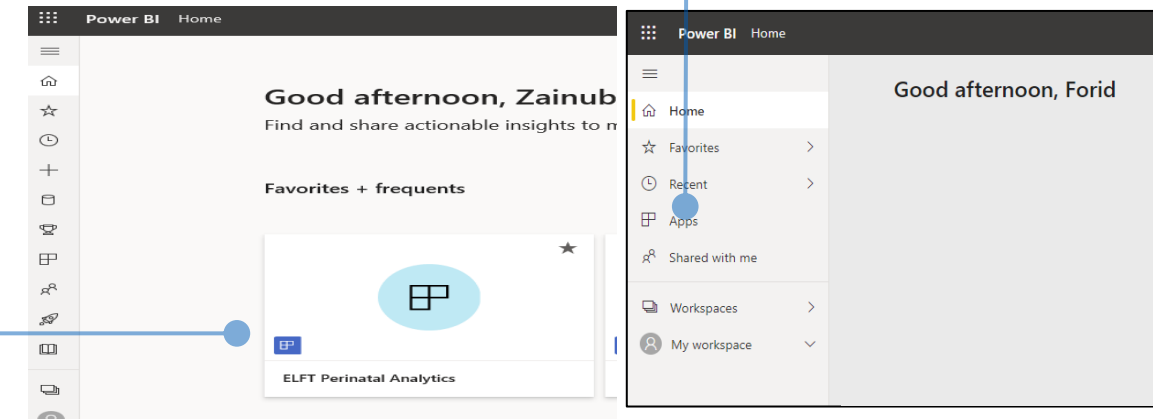 Power BI Home
Good afternoon, Zainub
Find and share actionable insights to
Favorites + frequents
ELFT Perinatal Analytics
Power BI Home
Good afternoon, Forid
Home
Favorites
Recent
Apps
Shared with me
Workspaces
My workspace